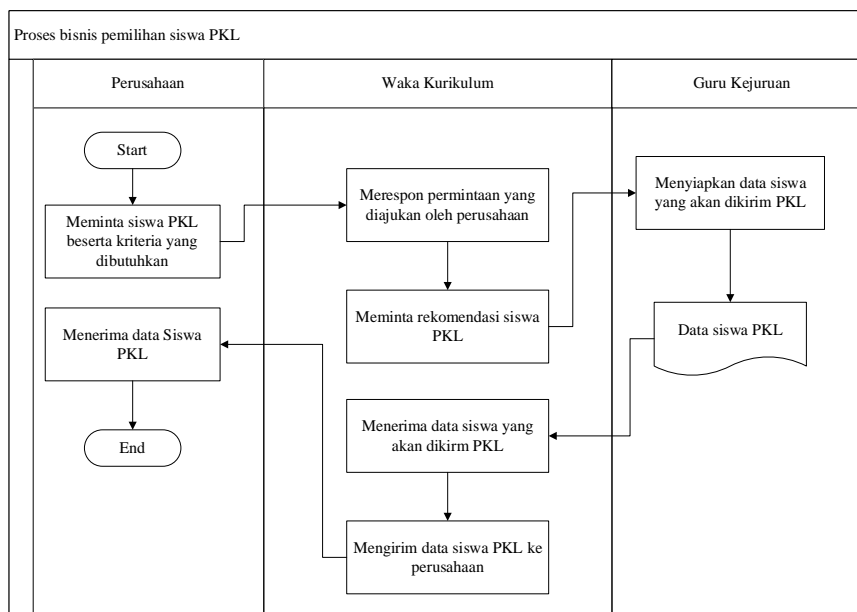 Proses bisnis pemilihan siswa PKL
Perusahaan
Waka Kurikulum
Guru Kejuruan
Start
Meminta siswa PKL
beserta kriteria yang
dibutuhkan
Merespon permintaan yang
diajukan oleh perusahaan
Meminta rekomendasi siswa
PKL
Menyiapkan data siswa
yang akan dikirim PKL
Data siswa PKL
Menerima data siswa yang
akan dikirm PKL
Mengirim data siswa PKL ke
perusahaan
Menerima data Siswa
PKL
End